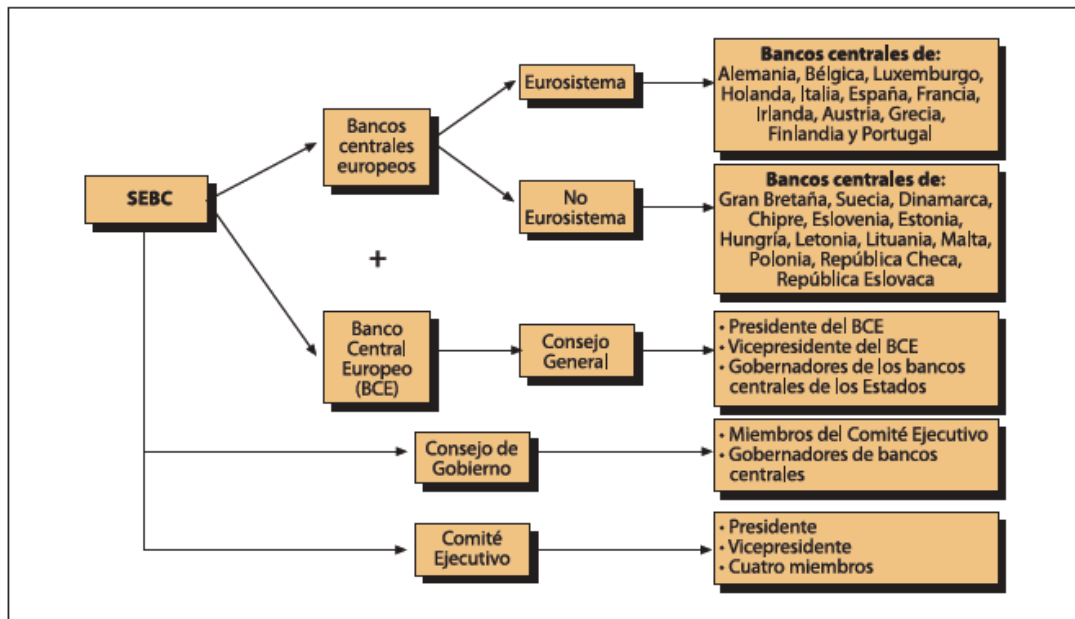 SEBC
Bancos
centrales
europeos
Eurosistema
Bancos centrales de:
Alemania, Bélgica, Luxemburgo,
Holanda, Italia, España, Francia,
Irlanda, Austria, Grecia,
Finlandia y Portugal
No
Eurosistema
Bancos centrales de:
Gran Bretaña, Suecia, Dinamarca,
Chipre, Eslovenia, Estonia,
Hungría, Letonia, Lituania, Malta,
Polonia, República Checa,
República Eslovaca
+
Banco
Central
Europeo
(BCE)
Consejo
General
• Presidente del BCE
• Vicepresidente del BCE
• Gobernadores de los bancos
centrales de los Estados
Consejo de
Gobierno
• Miembros del Comité Ejecutivo
• Gobernadores de bancos
centrales
Comité
Ejecutivo
• Presidente
• Vicepresidente
• Cuatro miembros